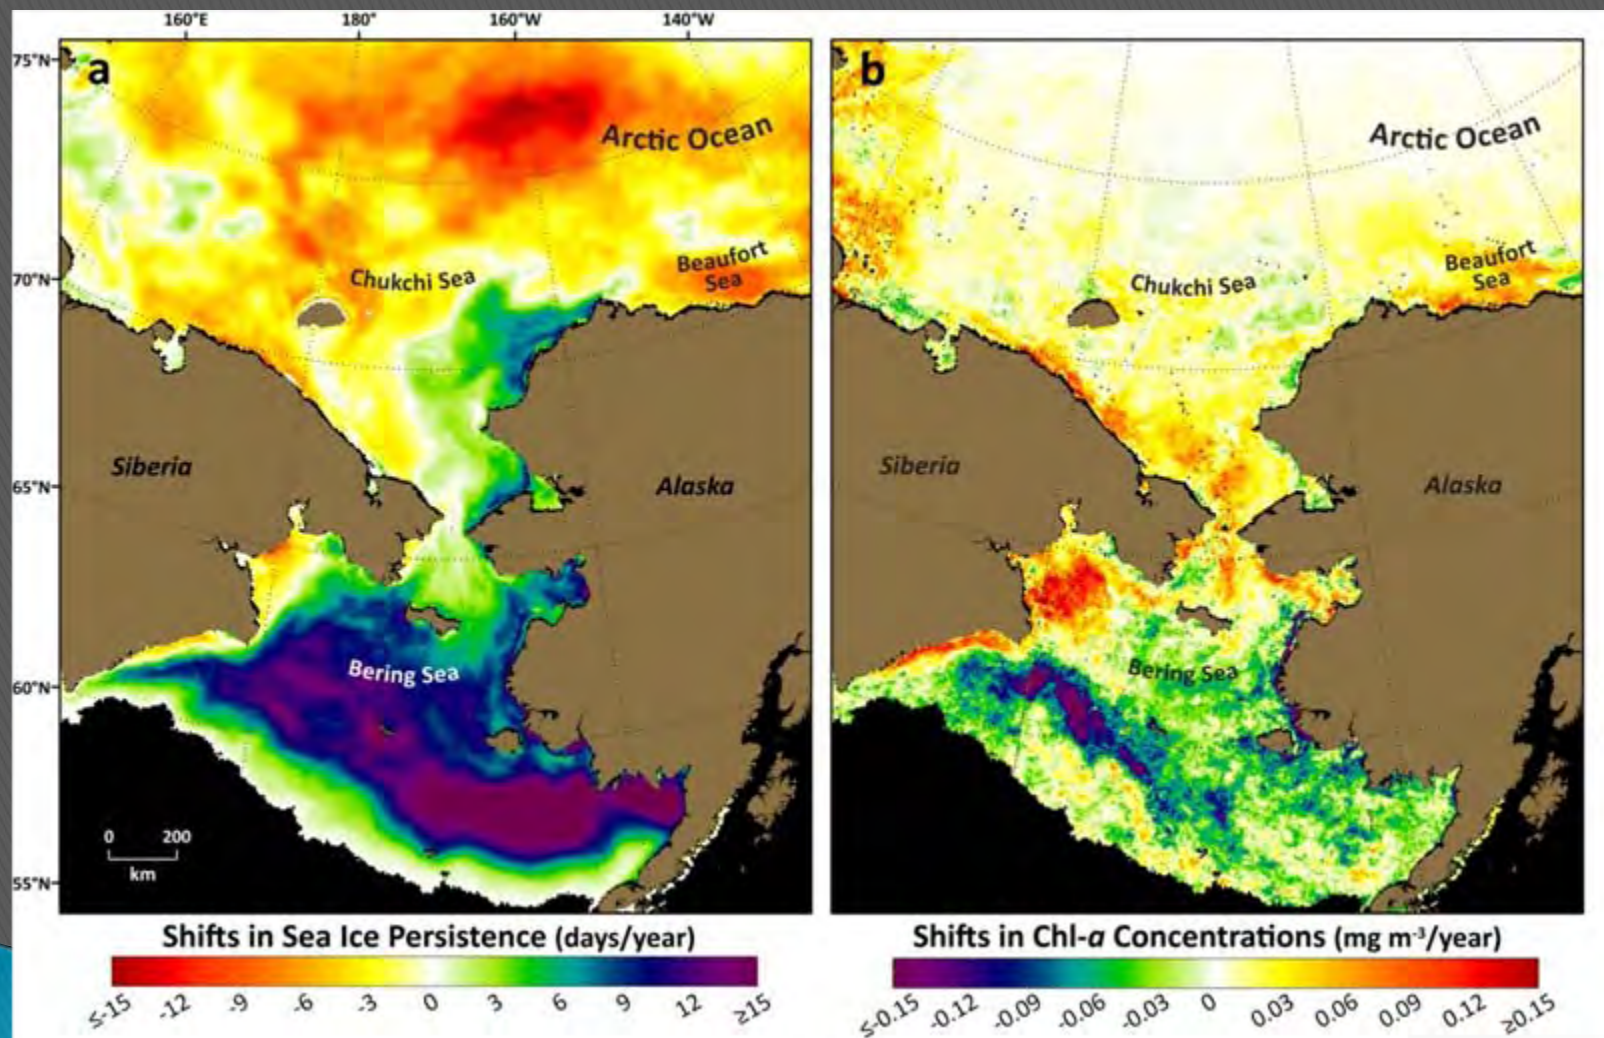 160°E 180° 160°W 140°W
75°N
70°N
65°N
60°N
55°N
a
Arctic Ocean
Chukchi Sea
Beaufort
Sea
Siberia
Alaska
Bering Sea
0 200
km
Shifts in Sea Ice Persistence (days/year)
≤-15 -12 -9 -6 -3 0 3 6 9 12 ≥15
b
Arctic Ocean
Chukchi Sea
Beaufort
Sea
Siberia
Alaska
Bering Sea
Shifts in Chl-a Concentrations (mg m⁻³/year)
≤-0.15 -0.12 -0.09 -0.06 -0.03 0 0.03 0.06 0.09 0.12 ≥0.15